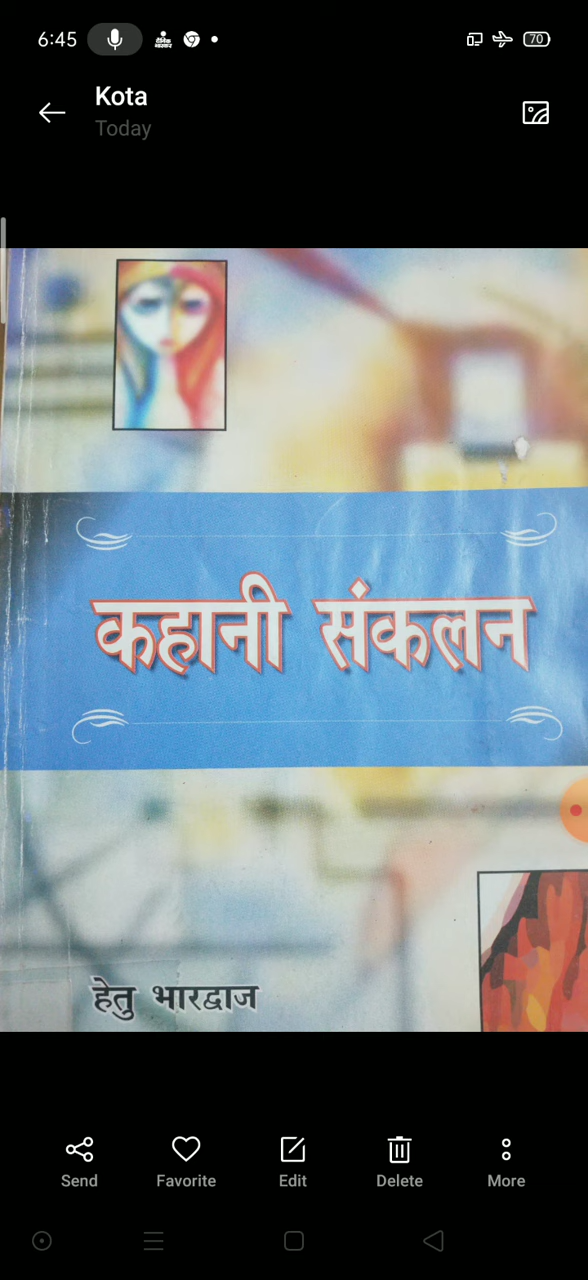 6:45
70
Kota
Today
कहानी संकलन
हेतु भारद्वाज
Send
Favorite
Edit
Delete
More